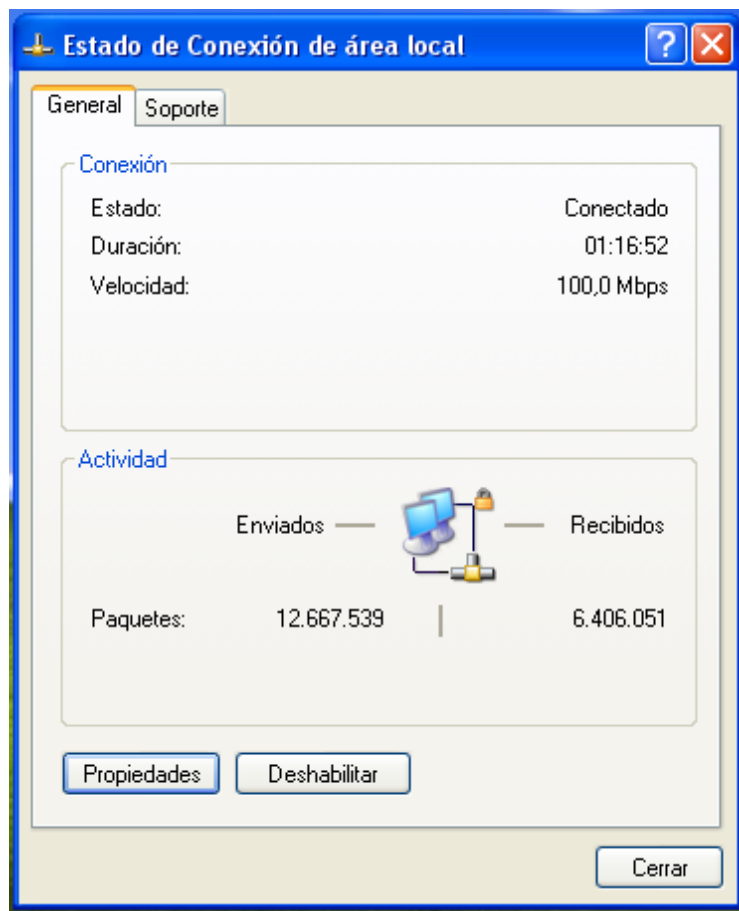 Estado de Conexión de área local
General Soporte
Conexión
Estado: Conectado
Duración: 01:16:52
Velocidad: 100,0 Mbps
Actividad
Enviados Recibidos
Paquetes: 12.667.539 6.406.051
Propiedades Deshabilitar
Cerrar